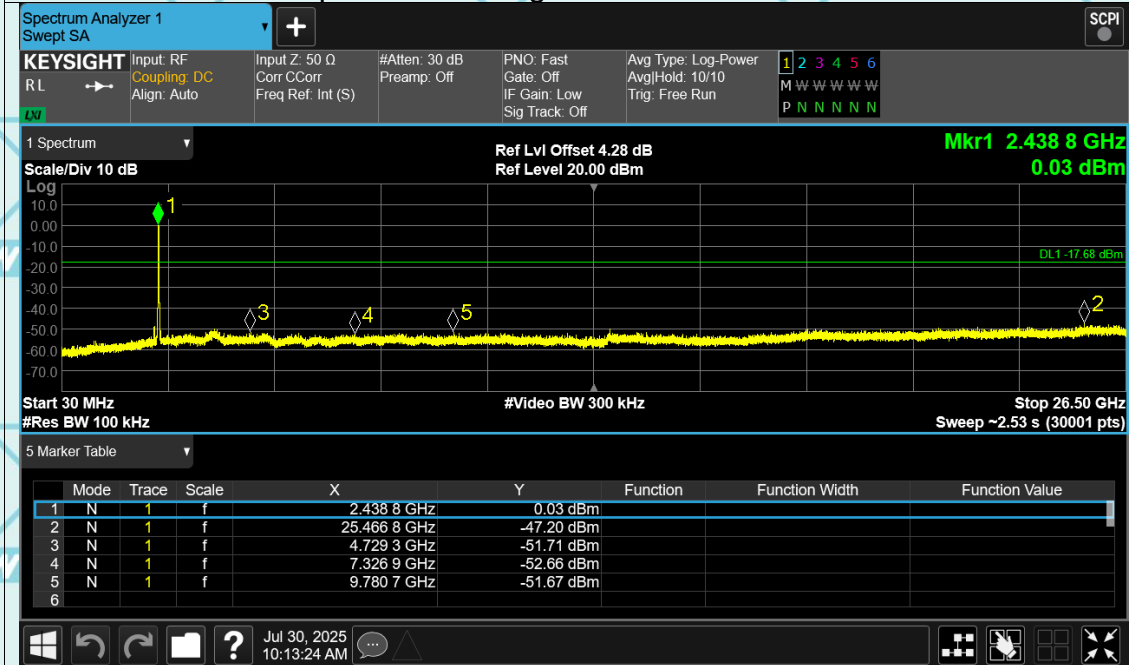 Spectrum Analyzer 1
Swept SA
+
SCPI
KEYSIGHT
RL
LXI
Input: RF
Coupling: DC
Align: Auto
Input Z: 50 Ω
Corr CCorr
Freq Ref: Int (S)
#Atten: 30 dB
Preamp: Off
PNO: Fast
Gate: Off
IF Gain: Low
Sig Track: Off
Avg Type: Log-Power
Avg|Hold: 10/10
Trig: Free Run
1 2 3 4 5 6
M W W W W W
P N N N N N
1 Spectrum
Scale/Div 10 dB
Ref Lvl Offset 4.28 dB
Ref Level 20.00 dBm
Mkr1 2.438 8 GHz
0.03 dBm
Log
10.0
0.00
-10.0
-20.0
-30.0
-40.0
-50.0
-60.0
-70.0
1
3
4
5
2
DL1 -17.68 dBm
Start 30 MHz
#Video BW 300 kHz
Stop 26.50 GHz
#Res BW 100 kHz
Sweep ~2.53 s (30001 pts)
5 Marker Table
Mode Trace Scale X Y Function Function Width Function Value
1 N 1 f 2.438 8 GHz 0.03 dBm
2 N 1 f 25.466 8 GHz -47.20 dBm
3 N 1 f 4.729 3 GHz -51.71 dBm
4 N 1 f 7.326 9 GHz -52.66 dBm
5 N 1 f 9.780 7 GHz -51.67 dBm
6
?
Jul 30, 2025
10:13:24 AM